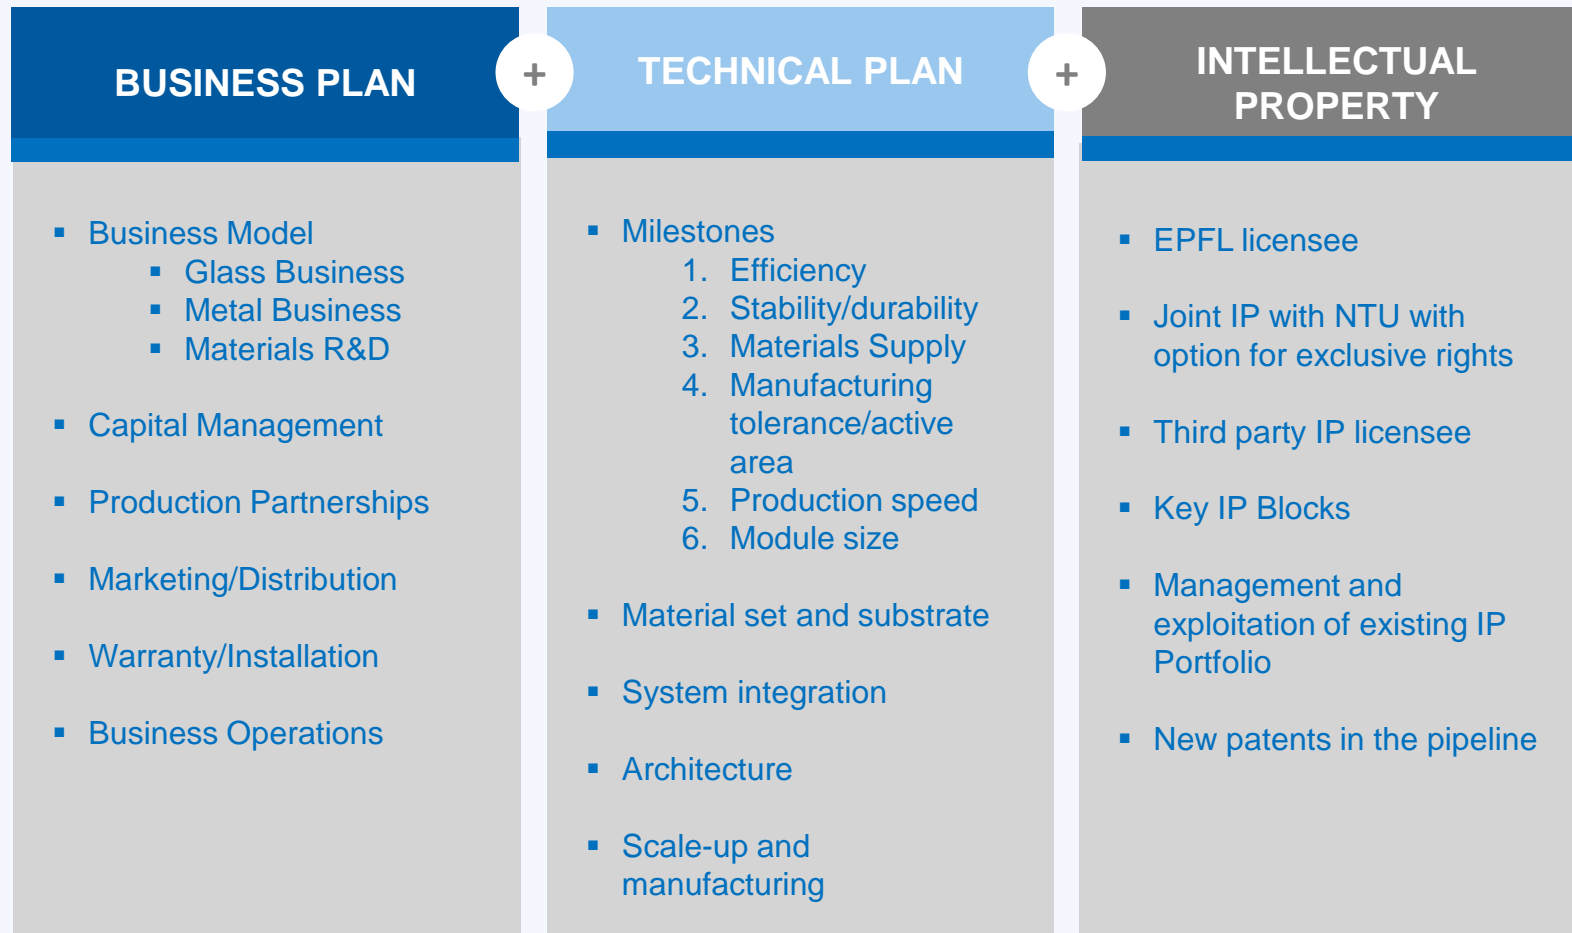 BUSINESS PLAN
▪ Business Model
▪ Glass Business
▪ Metal Business
▪ Materials R&D
▪ Capital Management
▪ Production Partnerships
▪ Marketing/Distribution
▪ Warranty/Installation
▪ Business Operations
+
TECHNICAL PLAN
▪ Milestones
1. Efficiency
2. Stability/durability
3. Materials Supply
4. Manufacturing
tolerance/active
area
5. Production speed
6. Module size
▪ Material set and substrate
▪ System integration
▪ Architecture
▪ Scale-up and
manufacturing
+
INTELLECTUAL
PROPERTY
▪ EPFL licensee
▪ Joint IP with NTU with
option for exclusive rights
▪ Third party IP licensee
▪ Key IP Blocks
▪ Management and
exploitation of existing IP
Portfolio
▪ New patents in the pipeline